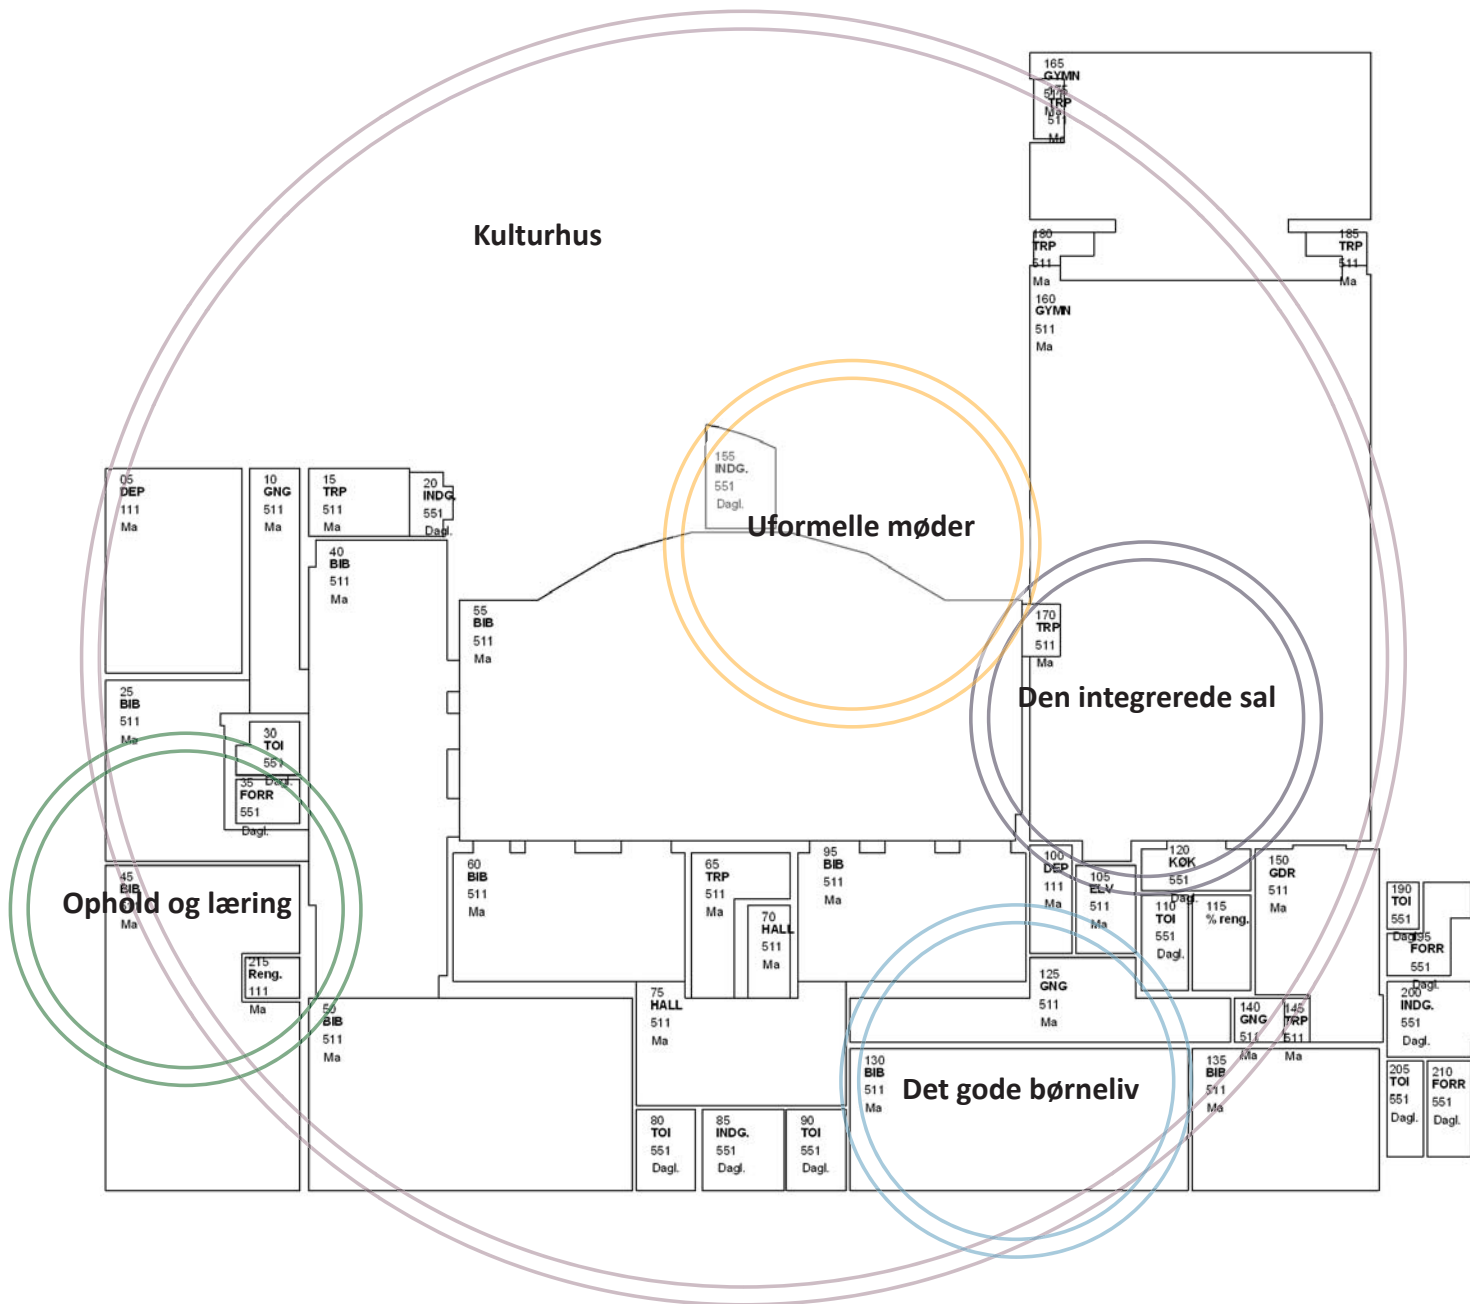 165
GYMN
511
Ma
TRP
511
Ma
Kulturhus
180
TRP
511
Ma
185
TRP
511
Ma
160
GYMN
511
Ma
155
INDG.
551
Dagl.
Uformelle møder
05
DEP
111
Ma
10
GNG
511
Ma
15
TRP
511
Ma
20
INDG.
551
Dagl.
40
BIB
511
Ma
55
BIB
511
Ma
170
TRP
511
Ma
Den integrerede sal
25
BIB
511
Ma
30
TOI
551
Dagl.
35
FORR
551
Dagl.
45
BIB
Ma
Ophold og læring
60
BIB
511
Ma
65
TRP
511
Ma
70
HALL
511
Ma
95
BIB
511
Ma
100
DEP
111
Ma
105
ELV
511
Ma
120
KØK
551
Dagl.
110
TOI
551
Dagl.
115
% reng.
150
GDR
511
Ma
190
TOI
551
Dagl.
195
FORR
551
Dagl.
215
Reng.
111
Ma
50
BIB
511
Ma
75
HALL
511
Ma
125
GNG
511
Ma
140
GNG
511
Ma
145
TRP
511
Ma
200
INDG.
551
Dagl.
130
BIB
511
Ma
Det gode børneliv
135
BIB
511
Ma
205
TOI
551
Dagl.
210
FORR
551
Dagl.
80
TOI
551
Dagl.
85
INDG.
551
Dagl.
90
TOI
551
Dagl.